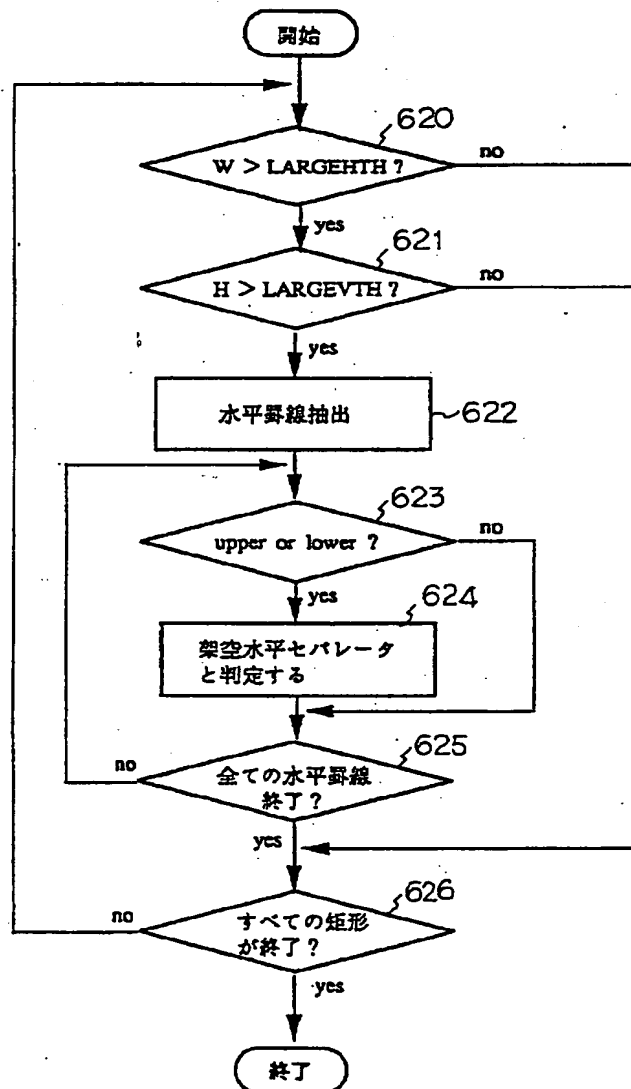 開始
620
W > LARGEHTH ?
no
yes
621
H > LARGEVTH ?
no
yes
水平罫線抽出
622
623
upper or lower ?
no
yes
624
架空水平セパレータ
と判定する
625
no
全ての水平罫線
終了？
yes
626
no
すべての矩形
が終了？
yes
終了